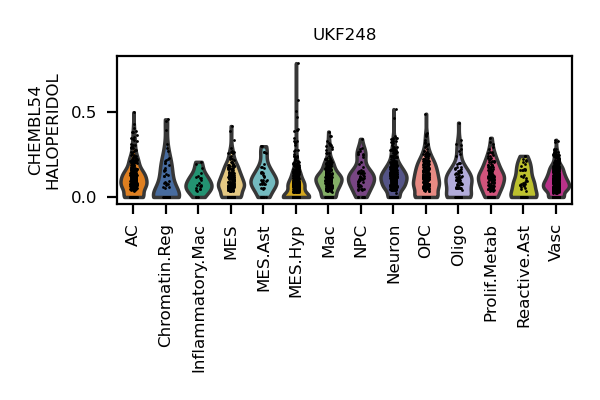 UKF248
CHEMBL54
HALOPERIDOL
0.5
0.0
AC
Chromatin.Reg
Inflammatory.Mac
MES
MES.Ast
MES.Hyp
Mac
NPC
Neuron
OPC
Oligo
Prolif.Metab
Reactive.Ast
Vasc